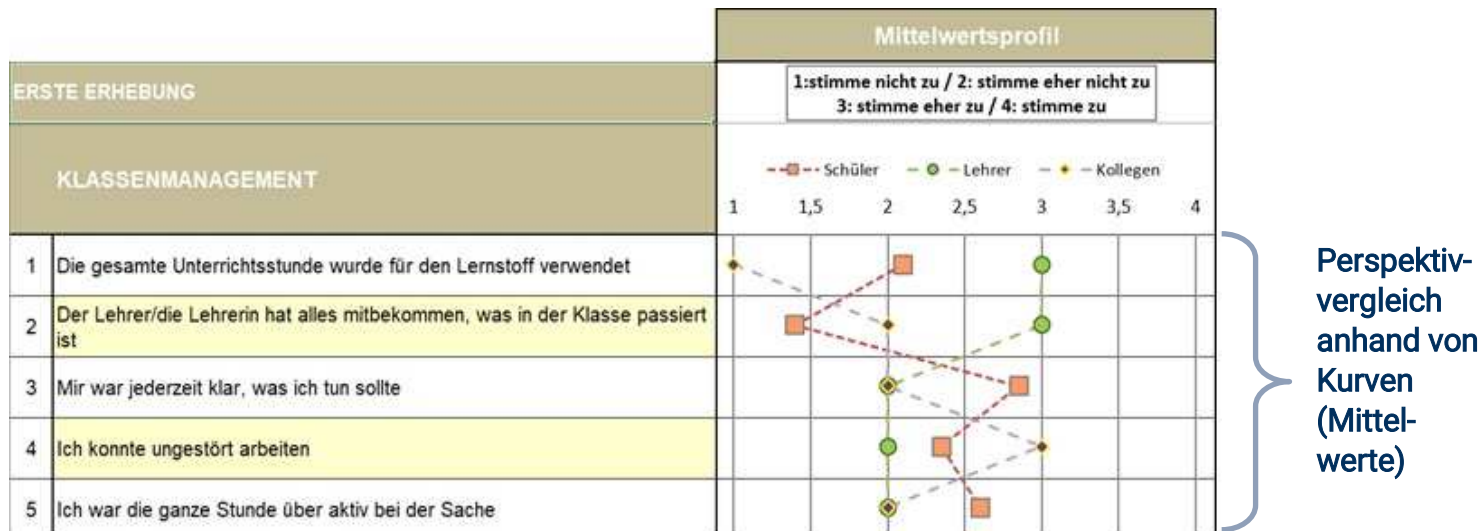 Mittelwertsprofil
ERSTE ERHEBUNG
1:stimme nicht zu / 2: stimme eher nicht zu
3: stimme eher zu / 4: stimme zu
KLASSENMANAGEMENT
Schüler Lehrer Kollegen
1 1,5 2 2,5 3 3,5 4
1 Die gesamte Unterrichtsstunde wurde für den Lernstoff verwendet
2 Der Lehrer/die Lehrerin hat alles mitbekommen, was in der Klasse passiert
ist
3 Mir war jederzeit klar, was ich tun sollte
4 Ich konnte ungestört arbeiten
5 Ich war die ganze Stunde über aktiv bei der Sache
Perspektiv-
vergleich
anhand von
Kurven
(Mittel-
werte)